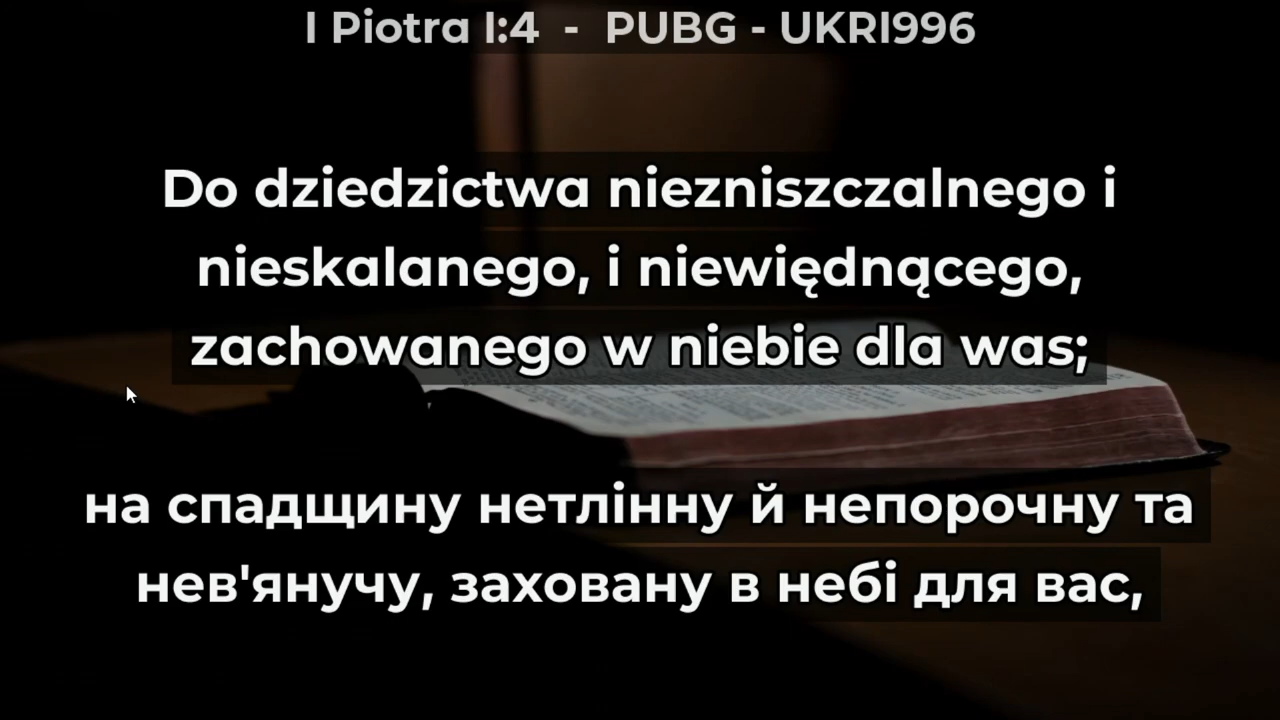 I Piotra I:4 - PUBG - UKRI996
Do dziedzictwa niezniszczalnego i
nieskalanego, i niewiędnącego,
zachowanego w niebie dla was;
на спадщину нетлінну й непорочну та
нев'янучу, заховану в небі для вас,